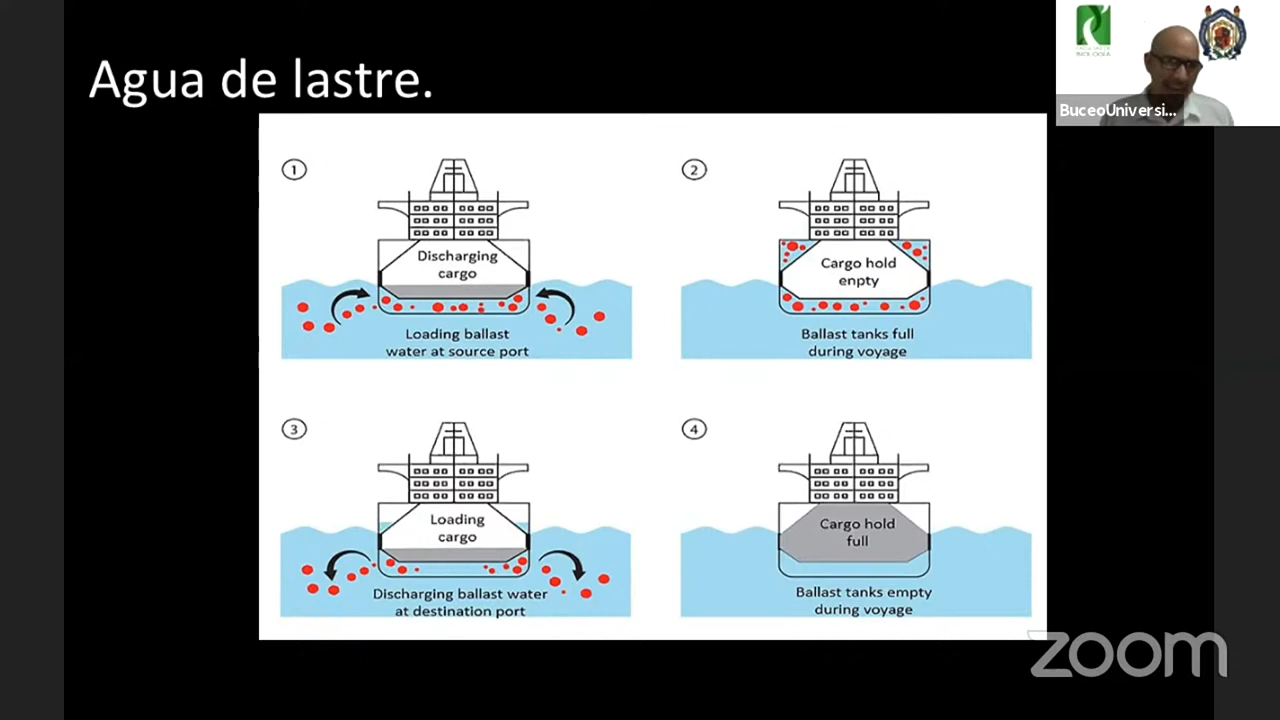 Agua de lastre.
BuceoUniversi...
1
Discharging
cargo
Loading ballast
water at source port
2
Cargo hold
enpty
Ballast tanks full
during voyage
3
Loading
cargo
Discharging ballast water
at destination port
4
Cargo hold
full
Ballast tanks empty
during voyage
zoom